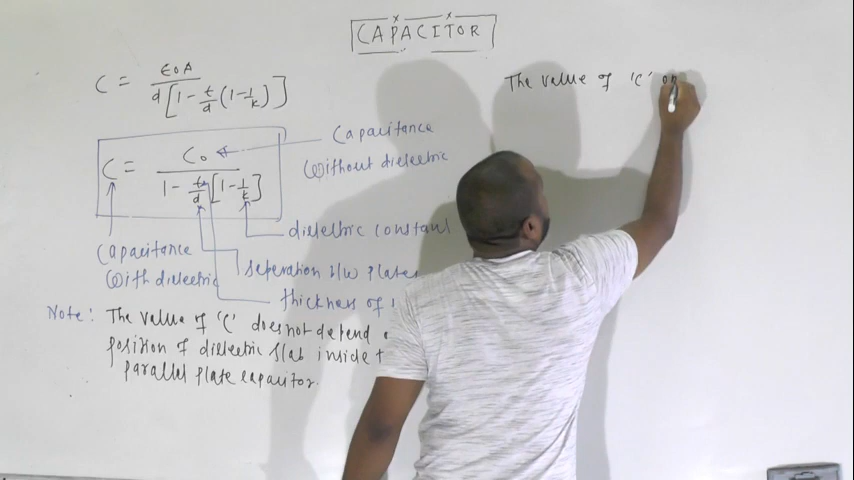 CAPACITOR
C = ε0A / d[1 - t/d (1 - 1/k)]
C = C0 / 1 - t/d [1 - 1/k]
Capacitance
Without dielectric
dielectric constant
Capacitance
With dielectric
Seperation b/w Plates
thickness of
Note: The value of 'C' does not depend
position of dielectric slab inside
parallel plate capacitor.
The value of 'C' on